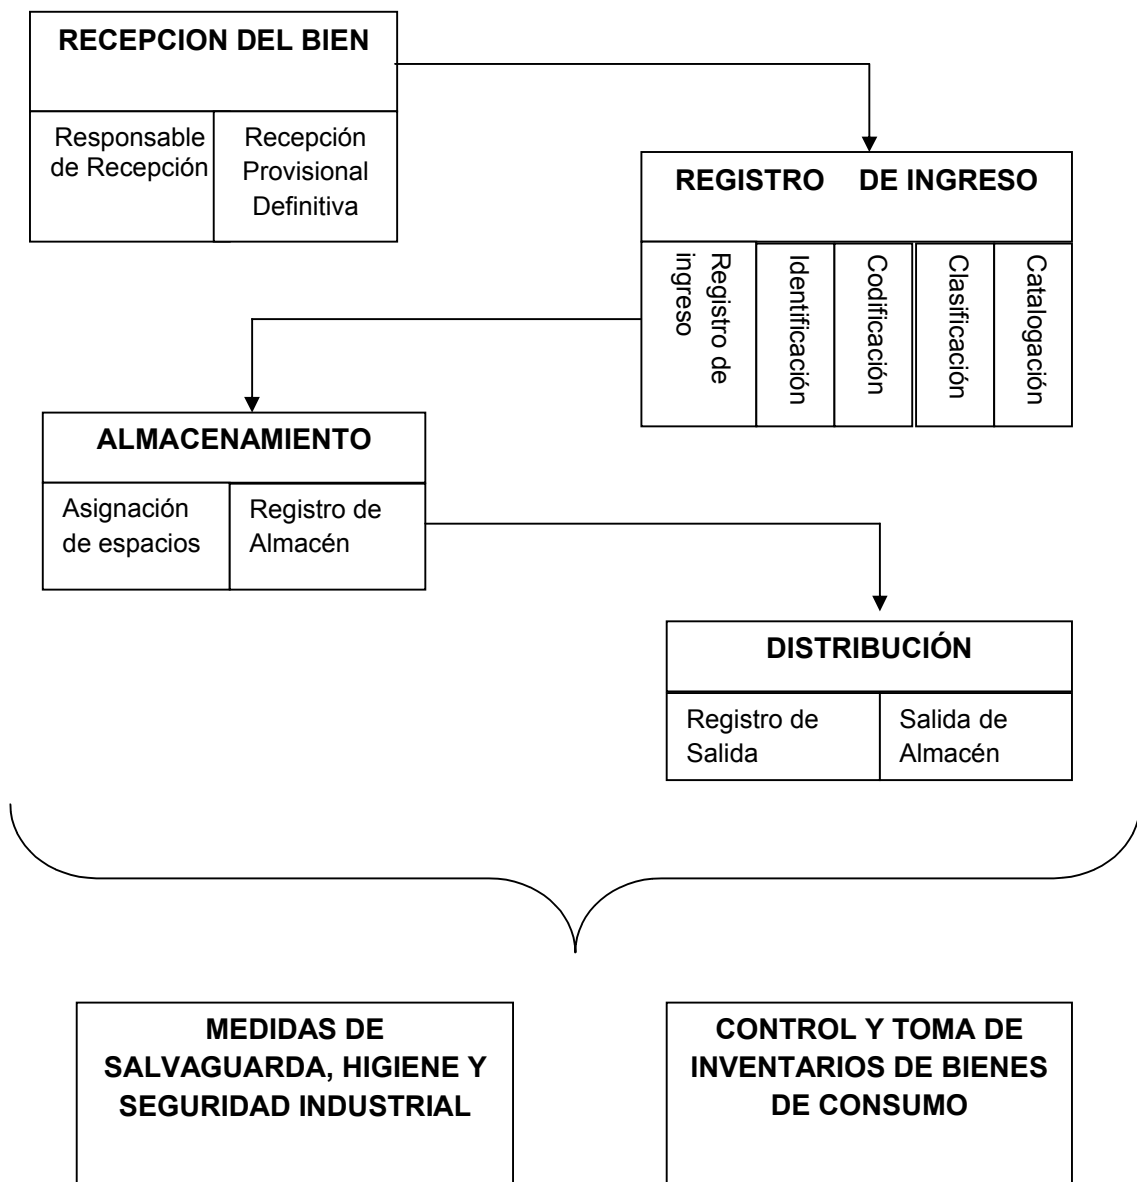 RECEPCION DEL BIEN
Responsable
de Recepción
Recepción
Provisional
Definitiva
REGISTRO DE INGRESO
Registro de
ingreso
Identificación
Codificación
Clasificación
Catalogación
ALMACENAMIENTO
Asignación
de espacios
Registro de
Almacén
DISTRIBUCIÓN
Registro de
Salida
Salida de
Almacén
MEDIDAS DE
SALVAGUARDA, HIGIENE Y
SEGURIDAD INDUSTRIAL
CONTROL Y TOMA DE
INVENTARIOS DE BIENES
DE CONSUMO